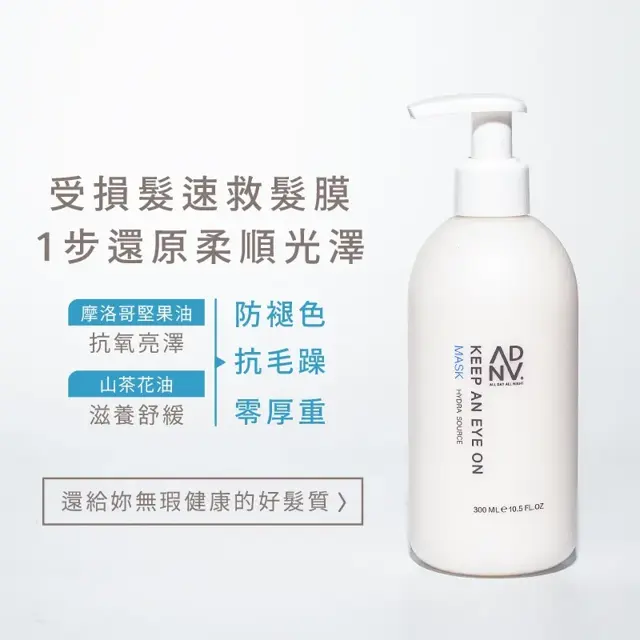 受損髮速救髮膜
1步還原柔順光澤
摩洛哥堅果油
抗氧亮澤
山茶花油
滋養舒緩
防褪色
抗毛躁
零厚重
還給妳無瑕健康的好髮質 〉
AD
NV.
ALL DAY ALL NIGHT
KEEP AN EYE ON
MASK HYDRA SOURCE
300 ML ℮ 10.5 FL.OZ